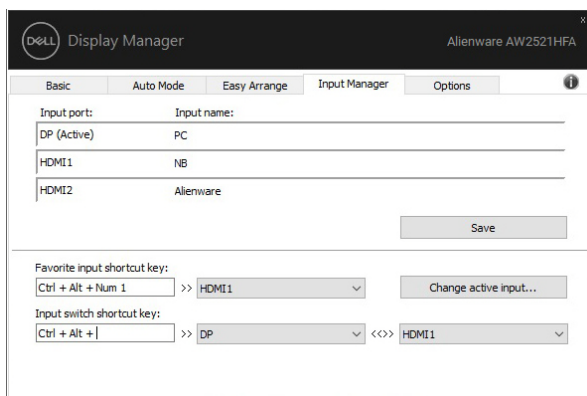 DELL Display Manager Alienware AW2521HFA
x
Basic Auto Mode Easy Arrange Input Manager Options i
Input port: Input name:
DP (Active) PC
HDMI1 NB
HDMI2 Alienware
Save
Favorite input shortcut key:
Ctrl + Alt + Num 1 >> HDMI1 Change active input...
Input switch shortcut key:
Ctrl + Alt + >> DP <<>> HDMI1